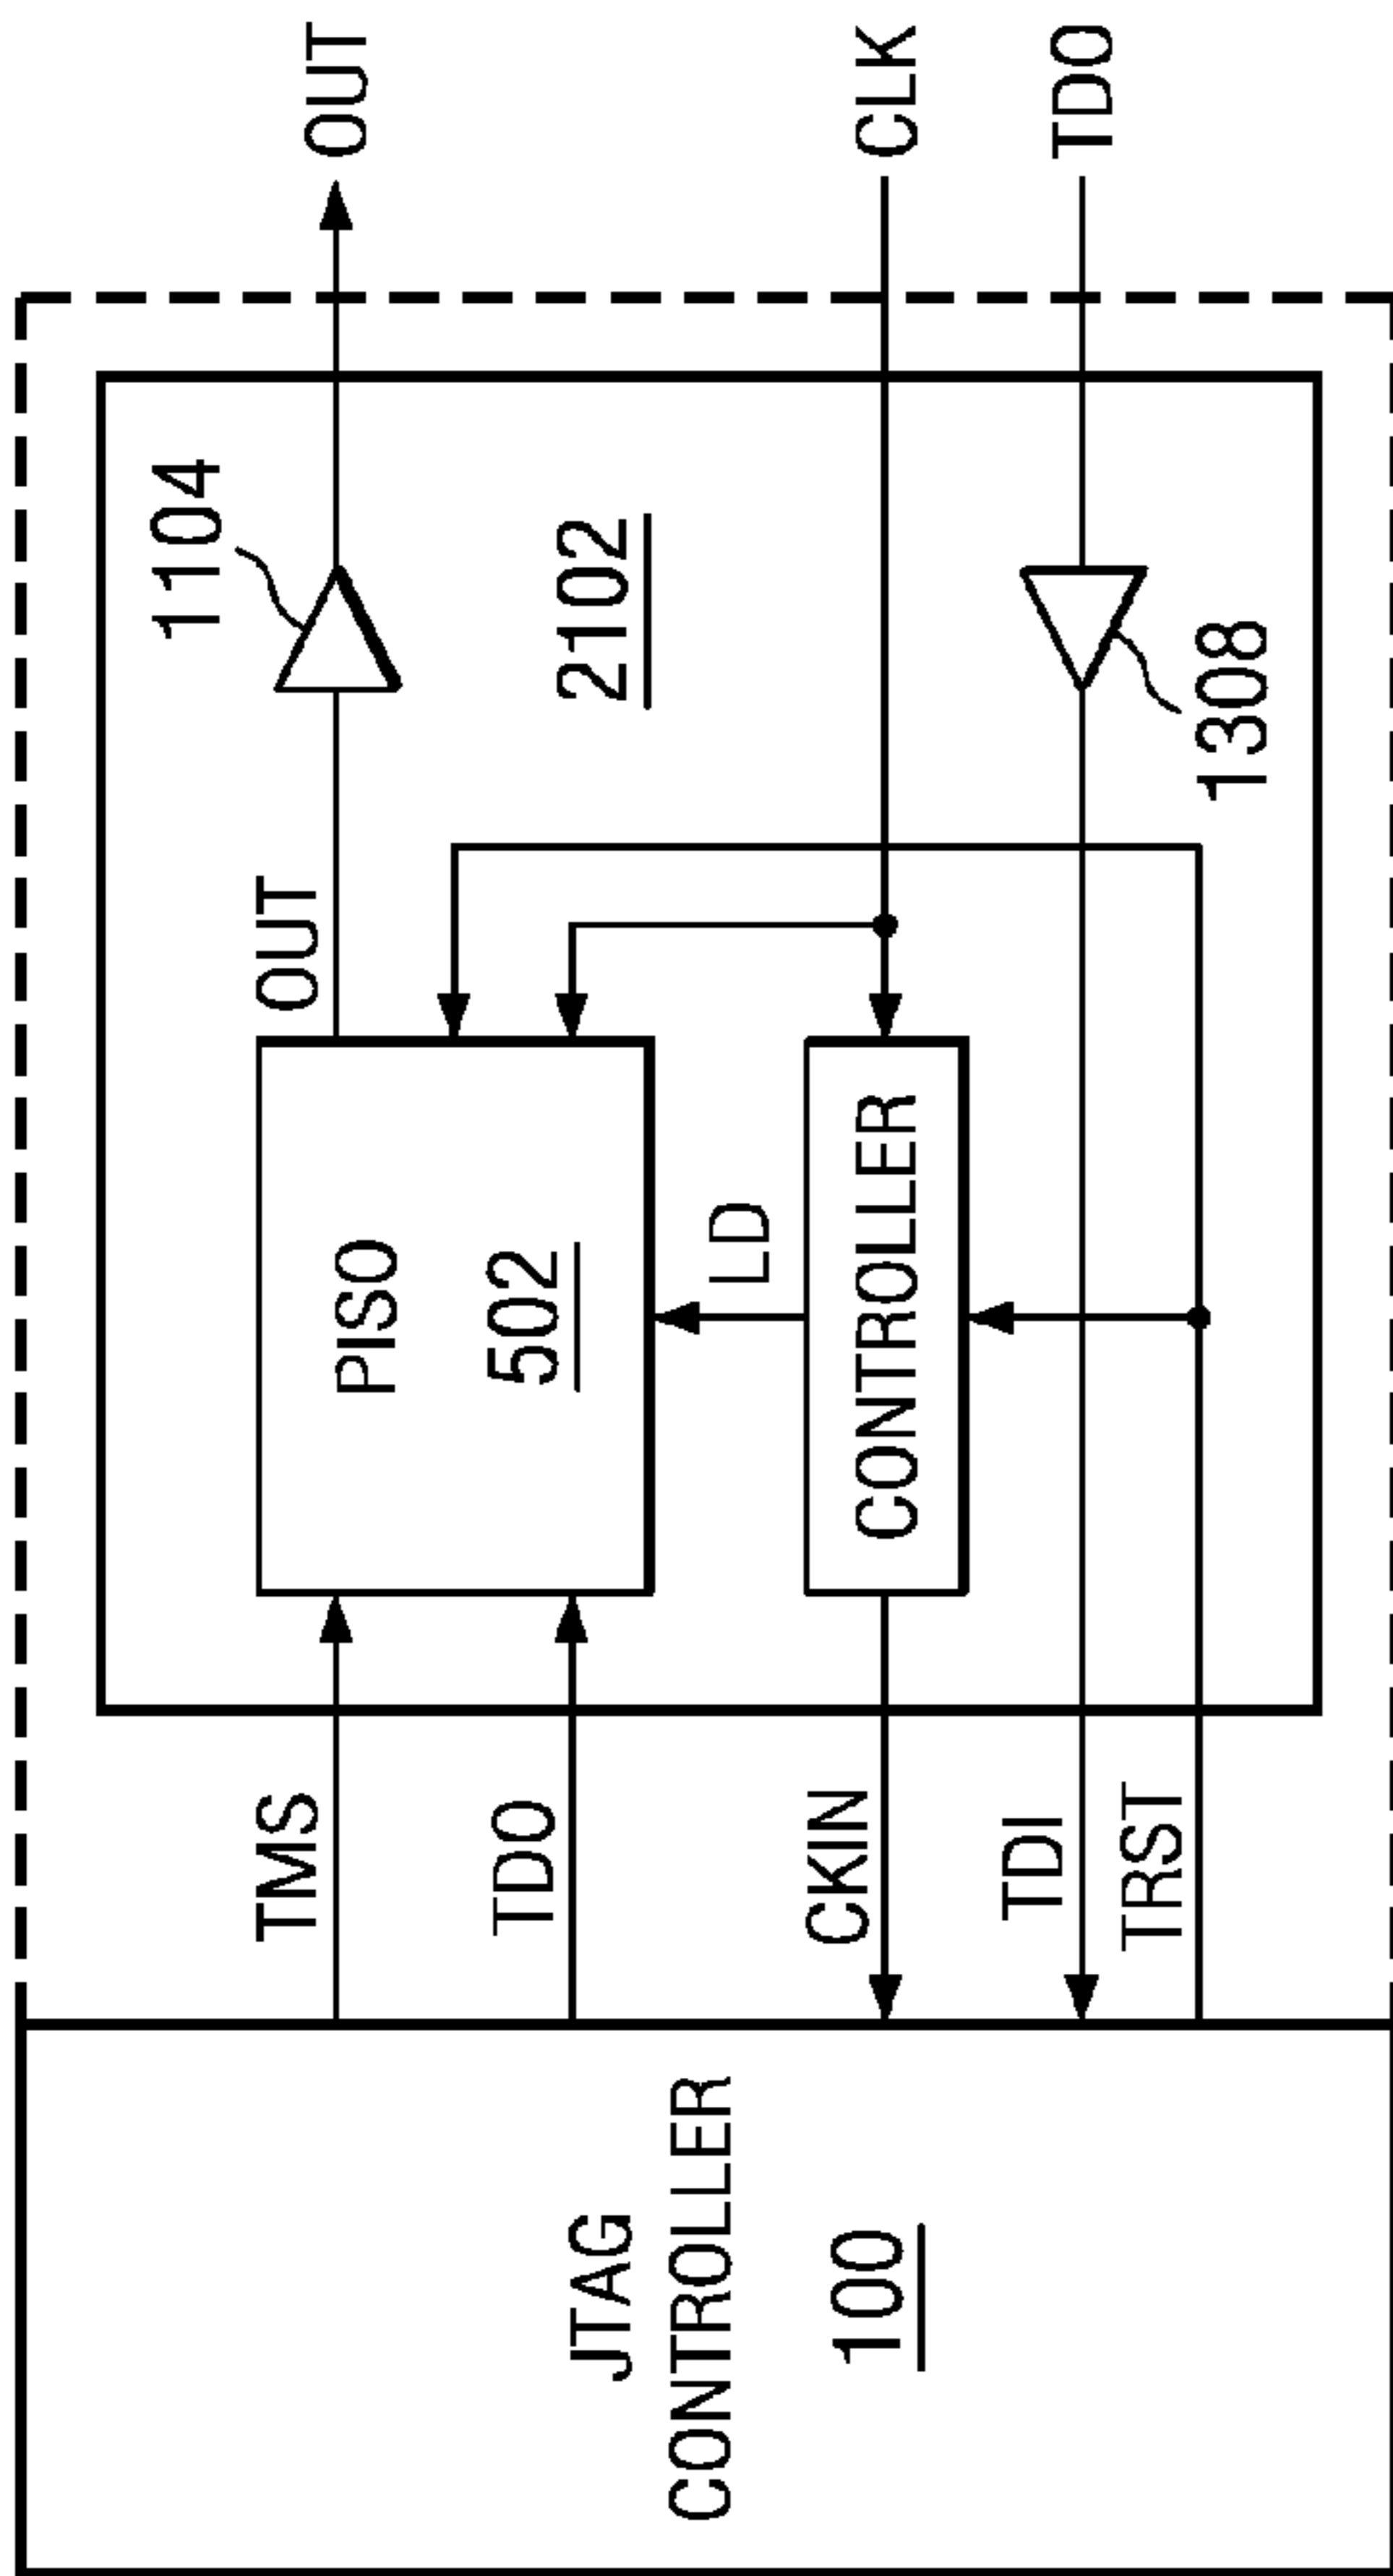 JTAG
CONTROLLER
100
TMS
TDO
CKIN
TDI
TRST
PISO
502
LD
CONTROLLER
OUT
1104
2102
1308
OUT
CLK
TDO